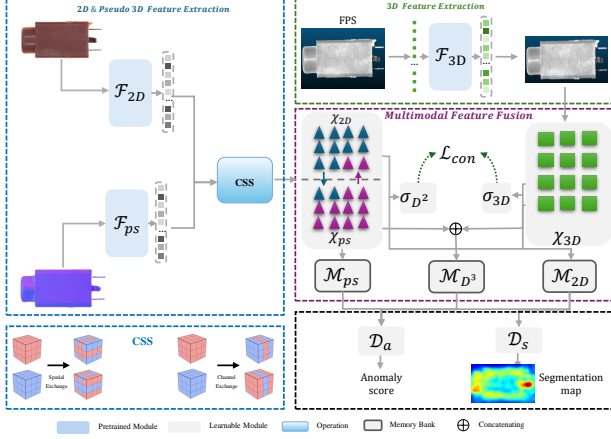 2D & Pseudo 3D Feature Extraction
ℱ2D
ℱps
CSS
3D Feature Extraction
FPS
...
ℱ3D
...
Multimodal Feature Fusion
χ2D
χps
ℒcon
σD²
σ3D
χ3D
ℳps
ℳD³
ℳ2D
CSS
Spatial
Exchange
Channel
Exchange
𝒟a
Anomaly
score
𝒟s
Segmentation
map
Pretrained Module
Learnable Module
Operation
Memory Bank
Concatenating